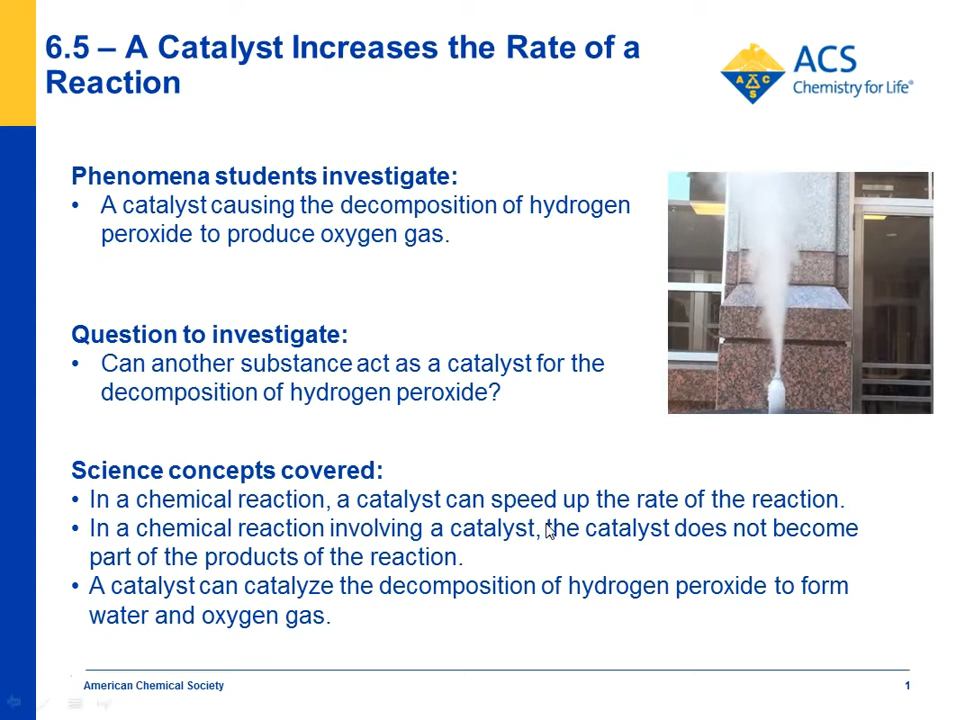 6.5 – A Catalyst Increases the Rate of a
Reaction
ACS
Chemistry for Life®
A C
S
Phenomena students investigate:
• A catalyst causing the decomposition of hydrogen
peroxide to produce oxygen gas.
Question to investigate:
• Can another substance act as a catalyst for the
decomposition of hydrogen peroxide?
Science concepts covered:
• In a chemical reaction, a catalyst can speed up the rate of the reaction.
• In a chemical reaction involving a catalyst, the catalyst does not become
part of the products of the reaction.
• A catalyst can catalyze the decomposition of hydrogen peroxide to form
water and oxygen gas.
American Chemical Society
1